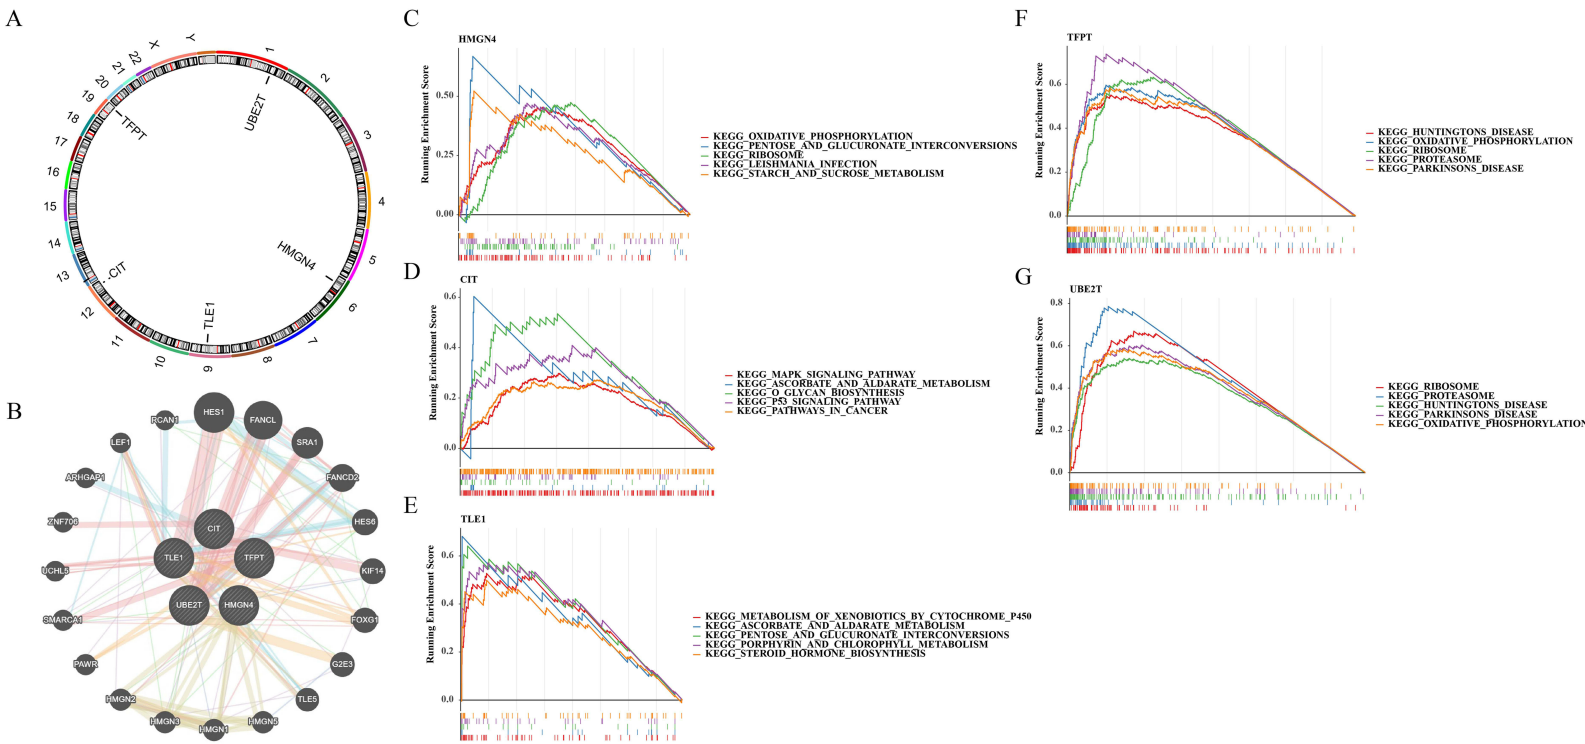 A
1
2
3
4
5
6
7
8
9
10
11
12
13
14
15
16
17
18
19
20
21
22
X
Y
UBE2T
HMGN4
TLE1
CIT
TFPT
B
HES1
FANCL
SRA1
FANCD2
HES6
KIF14
FOXG1
G2E3
TLE5
HMGN5
HMGN1
HMGN3
HMGN2
PAWR
SMARCA1
UCHL5
ZNF706
ARHGAP1
LEF1
RCAN1
CIT
TLE1
TFPT
UBE2T
HMGN4
C
HMGN4
Running Enrichment Score
0.50
0.25
0.00
KEGG_OXIDATIVE_PHOSPHORYLATION
KEGG_PENTOSE_AND_GLUCURONATE_INTERCONVERSIONS
KEGG_RIBOSOME
KEGG_LEISHMANIA_INFECTION
KEGG_STARCH_AND_SUCROSE_METABOLISM
D
CIT
Running Enrichment Score
0.6
0.4
0.2
0.0
KEGG_MAPK_SIGNALING_PATHWAY
KEGG_ASCORBATE_AND_ALDARATE_METABOLISM
KEGG_O_GLYCAN_BIOSYNTHESIS
KEGG_P53_SIGNALING_PATHWAY
KEGG_PATHWAYS_IN_CANCER
E
TLE1
Running Enrichment Score
0.6
0.4
0.2
0.0
KEGG_METABOLISM_OF_XENOBIOTICS_BY_CYTOCHROME_P450
KEGG_ASCORBATE_AND_ALDARATE_METABOLISM
KEGG_PENTOSE_AND_GLUCURONATE_INTERCONVERSIONS
KEGG_PORPHYRIN_AND_CHLOROPHYLL_METABOLISM
KEGG_STEROID_HORMONE_BIOSYNTHESIS
F
TFPT
Running Enrichment Score
0.6
0.4
0.2
0.0
KEGG_HUNTINGTONS_DISEASE
KEGG_OXIDATIVE_PHOSPHORYLATION
KEGG_RIBOSOME
KEGG_PROTEASOME
KEGG_PARKINSONS_DISEASE
G
UBE2T
Running Enrichment Score
0.8
0.6
0.4
0.2
0.0
KEGG_RIBOSOME
KEGG_PROTEASOME
KEGG_HUNTINGTONS_DISEASE
KEGG_PARKINSONS_DISEASE
KEGG_OXIDATIVE_PHOSPHORYLATION